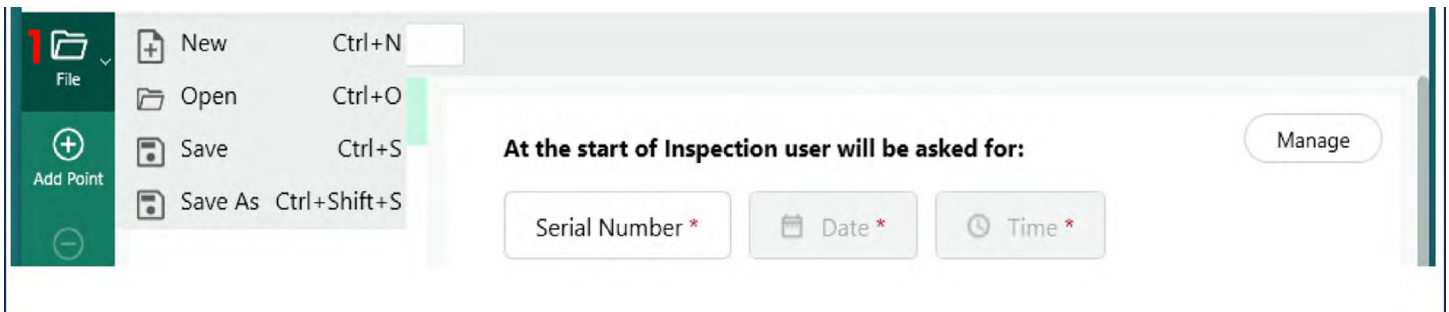 1
File
New Ctrl+N
Open Ctrl+O
Save Ctrl+S
Save As Ctrl+Shift+S
Add Point
At the start of Inspection user will be asked for:
Manage
Serial Number *
Date *
Time *